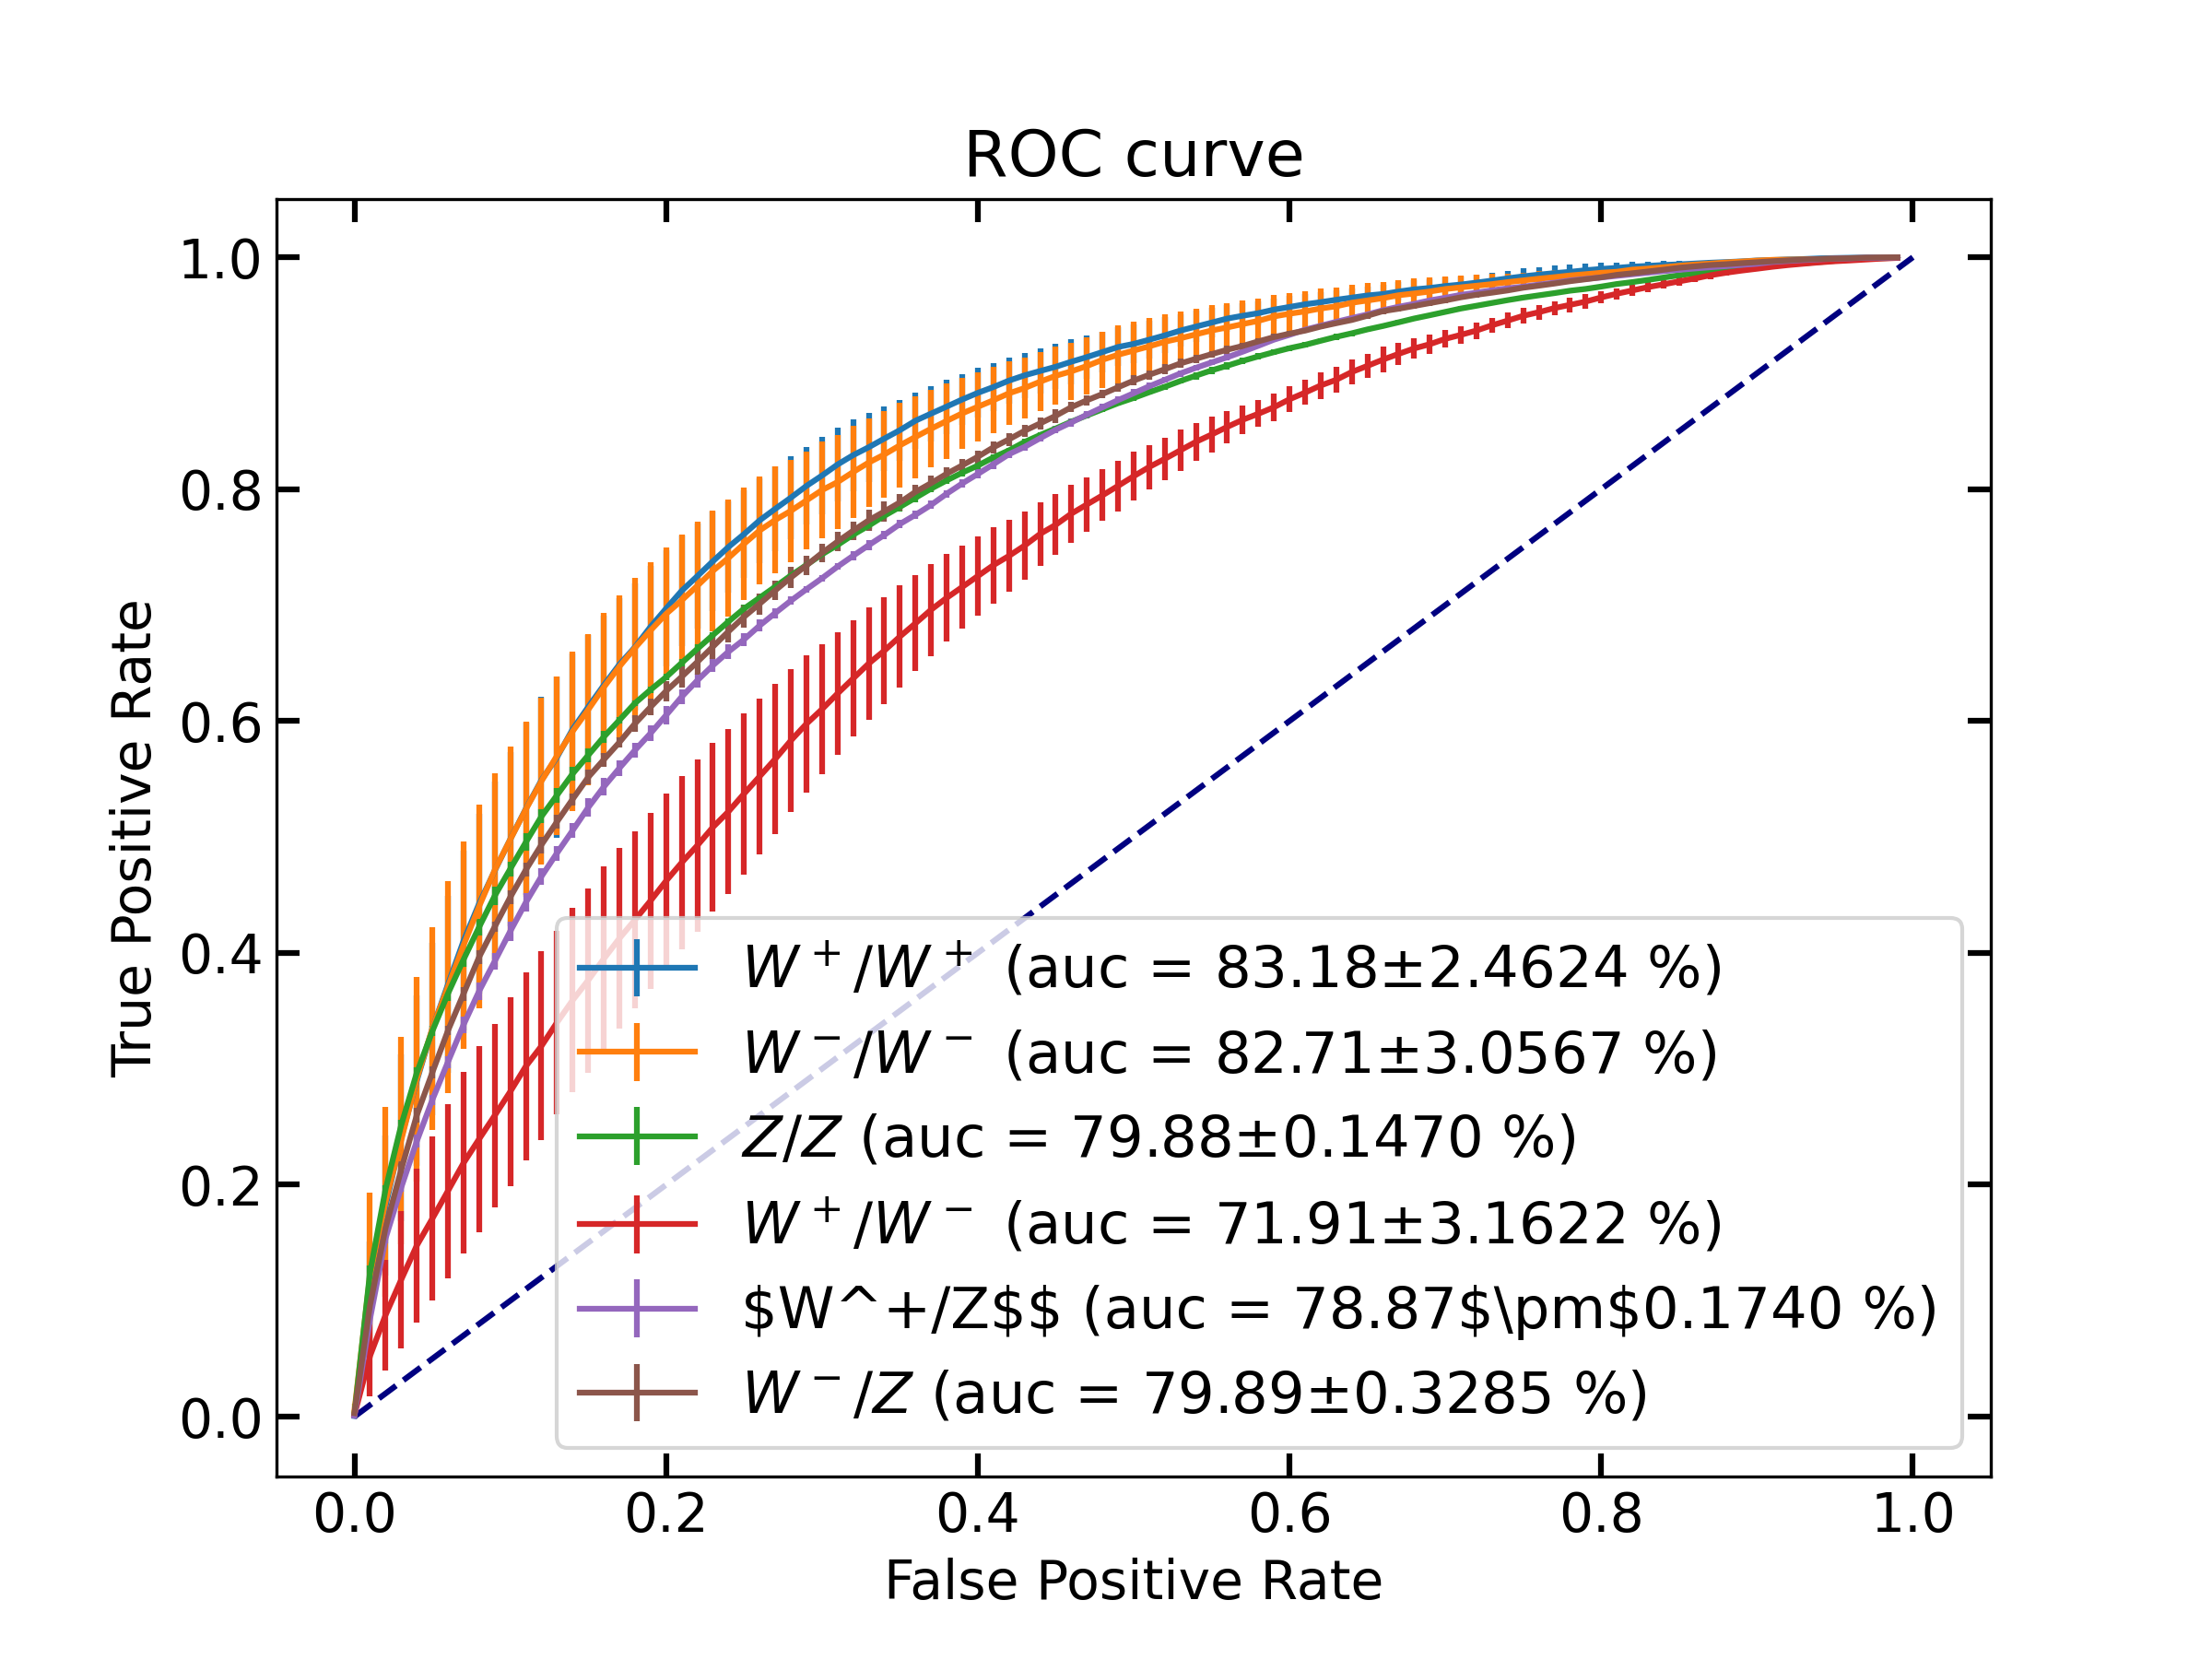 ROC curve
True Positive Rate
1.0
0.8
0.6
0.4
0.2
0.0
W⁺/W⁺ (auc = 83.18±2.4624 %)
W⁻/W⁻ (auc = 82.71±3.0567 %)
Z/Z (auc = 79.88±0.1470 %)
W⁺/W⁻ (auc = 71.91±3.1622 %)
$W^+/Z$$ (auc = 78.87$\pm$0.1740 %)
W⁻/Z (auc = 79.89±0.3285 %)
0.0 0.2 0.4 0.6 0.8 1.0
False Positive Rate